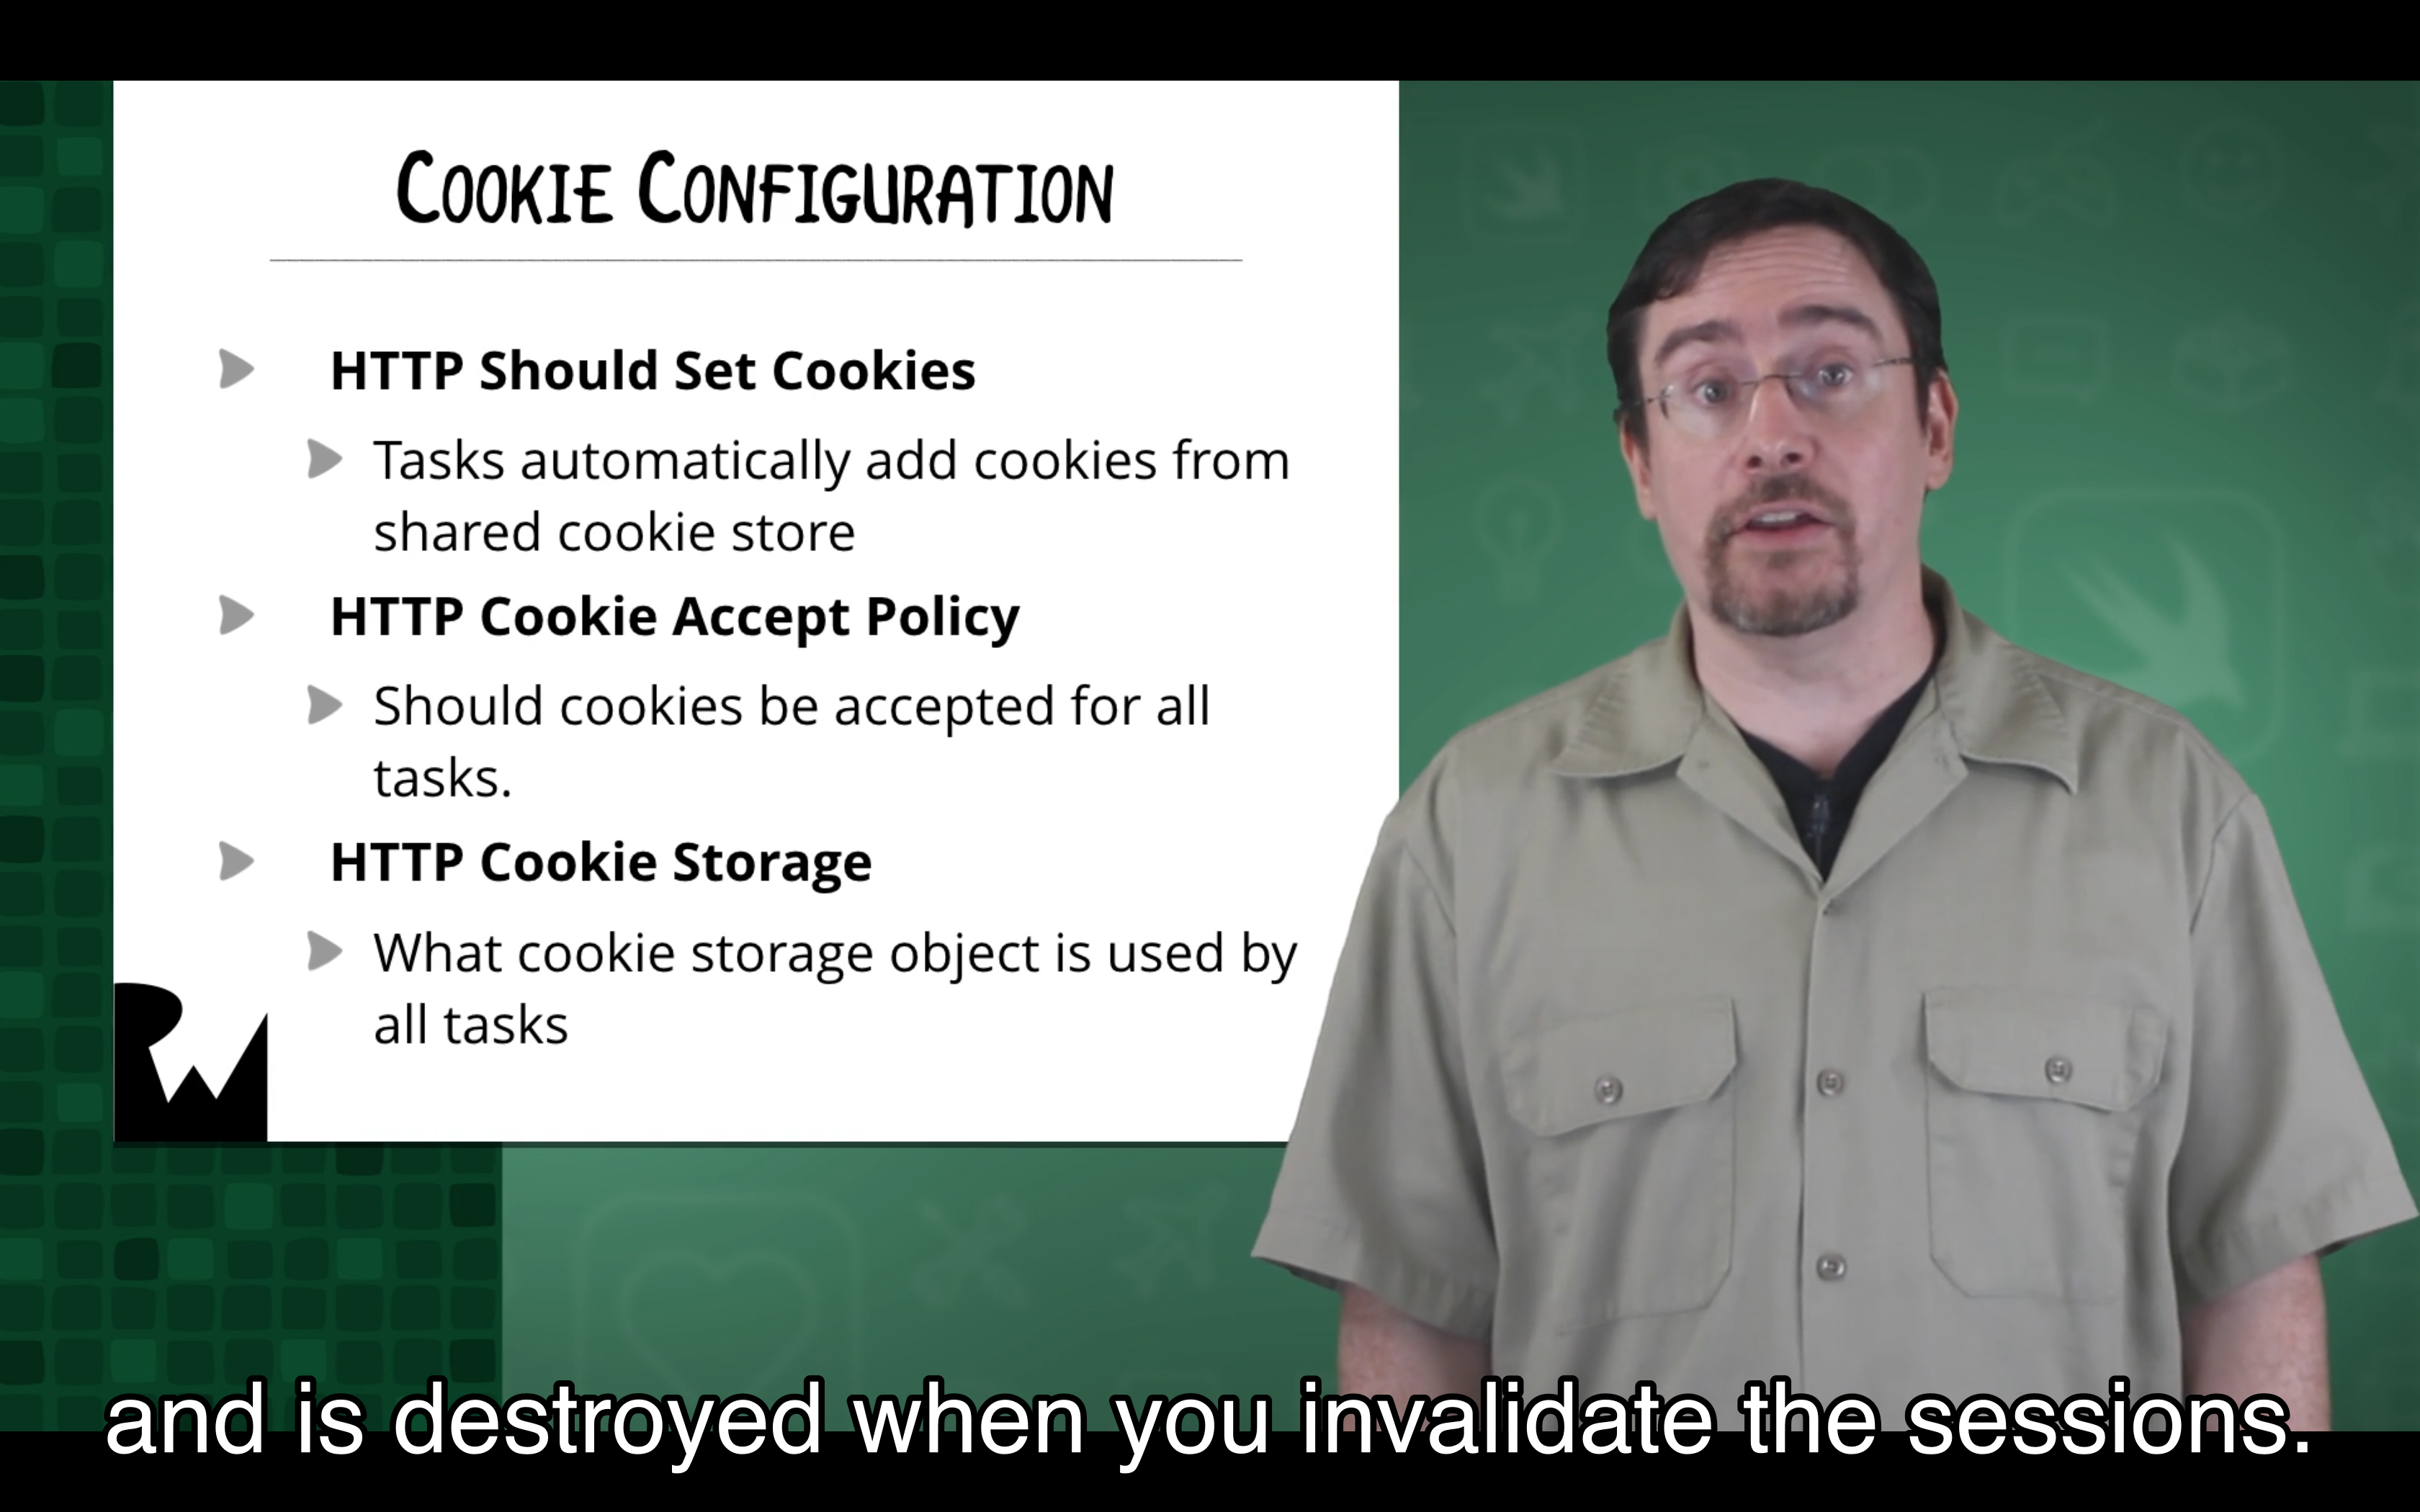 COOKIE CONFIGURATION
HTTP Should Set Cookies
Tasks automatically add cookies from
shared cookie store
HTTP Cookie Accept Policy
Should cookies be accepted for all
tasks.
HTTP Cookie Storage
What cookie storage object is used by
all tasks
RW
and is destroyed when you invalidate the sessions.